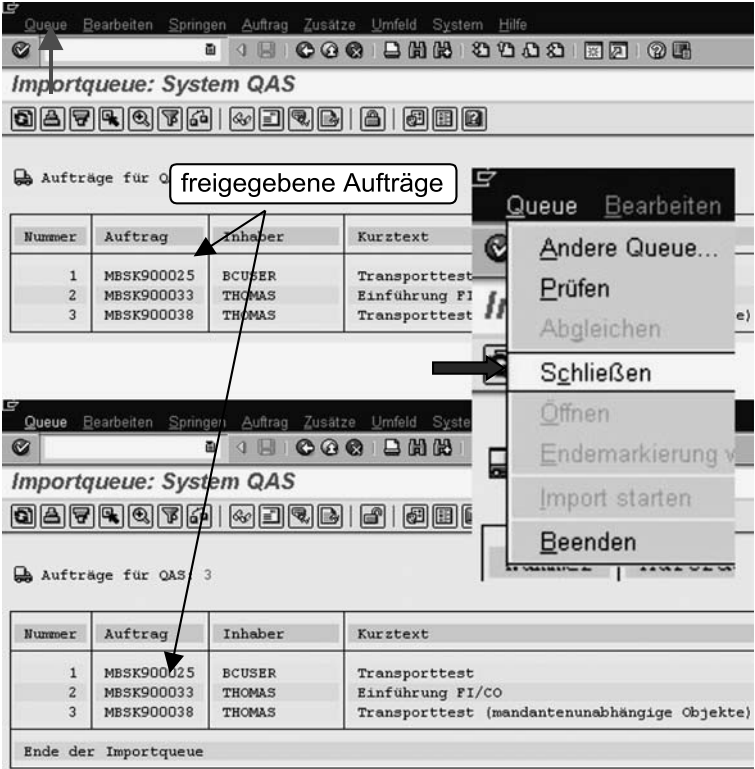 Queue Bearbeiten Springen Auftrag Zusätze Umfeld System Hilfe
Importqueue: System QAS
Aufträge für
freigegebene Aufträge
Nummer Auftrag Inhaber Kurztext
1 MBSK900025 BCUSER Transporttest
2 MBSK900033 THOMAS Einführung
3 MBSK900038 THOMAS Transporttest
Queue Bearbeiten
Andere Queue...
Prüfen
Abgleichen
Schließen
Öffnen
Endemarkierung
Import starten
Beenden
Queue Bearbeiten Springen Auftrag Zusätze Umfeld
Importqueue: System QAS
Aufträge für QAS: 3
Nummer Auftrag Inhaber Kurztext
1 MBSK900025 BCUSER Transporttest
2 MBSK900033 THOMAS Einführung FI/CO
3 MBSK900038 THOMAS Transporttest (mandantenunabhängige Objekte)
Ende der Importqueue